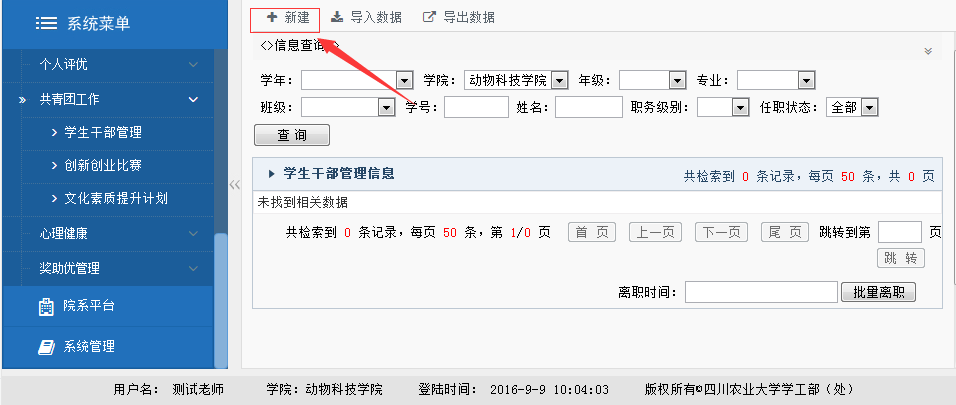 系统菜单
个人评优
共青团工作
学生干部管理
创新创业比赛
文化素质提升计划
心理健康
奖助优管理
院系平台
系统管理
新建 导入数据 导出数据
<>信息查询<>
学年： 学院：动物科技学院 年级： 专业：
班级： 学号： 姓名： 职务级别： 任职状态：全部
查 询
学生干部管理信息 共检索到 0 条记录，每页 50 条，共 0 页
未找到相关数据
共检索到 0 条记录，每页 50 条，第 1/0 页 首 页 上一页 下一页 尾 页 跳转到第 页
跳 转
离职时间： 批量离职
用户名： 测试老师 学院：动物科技学院 登陆时间： 2016-9-9 10:04:03 版权所有©四川农业大学学工部（处）